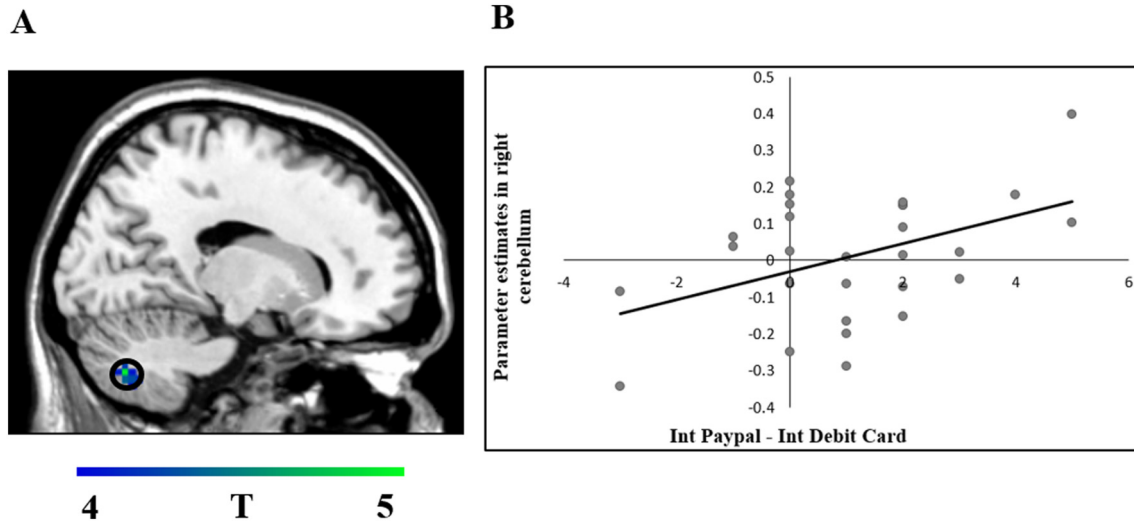 A
B
4 T 5
Parameter estimates in right
cerebellum
0.5
0.4
0.3
0.2
0.1
0
-0.1
-0.2
-0.3
-0.4
-4 -2 0 2 4 6
Int Paypal - Int Debit Card